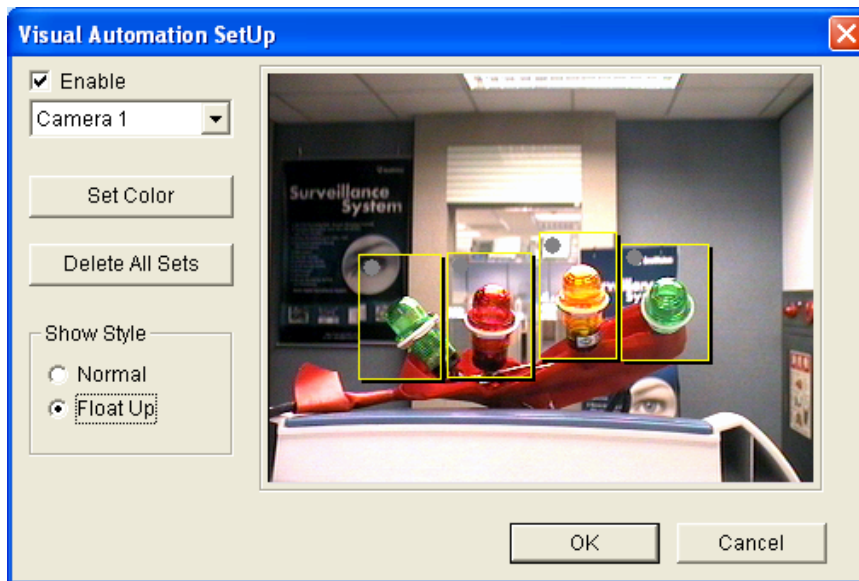 Visual Automation SetUp
Enable
Camera 1
Set Color
Delete All Sets
Show Style
Normal
Float Up
Surveillance
System
OK
Cancel